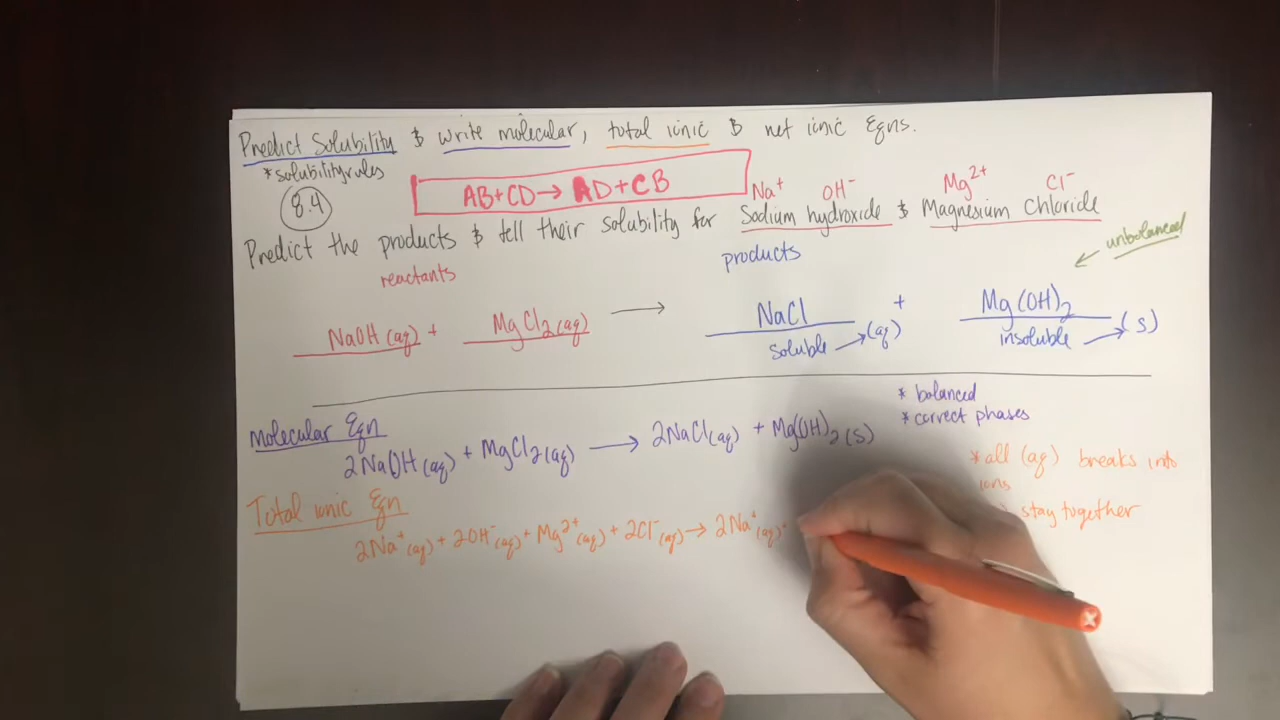 Predict Solubility & write molecular, total ionic & net ionic Eqns.
*solubility rules
8.4
AB+CD→AD+CB
Na⁺ OH⁻ Mg²⁺ Cl⁻
Predict the products & tell their solubility for Sodium hydroxide & Magnesium Chloride
unbalanced
reactants products
NaOH(aq) + MgCl₂(aq) → NaCl (aq) + Mg(OH)₂ (s)
soluble insoluble
* balanced
* correct phases
Molecular Eqn
2NaOH(aq) + MgCl₂(aq) → 2NaCl(aq) + Mg(OH)₂(s)
*all (aq) breaks into
ions
stay together
Total ionic Eqn
2Na⁺(aq) + 2OH⁻(aq) + Mg²⁺(aq) + 2Cl⁻(aq) → 2Na⁺(aq)+